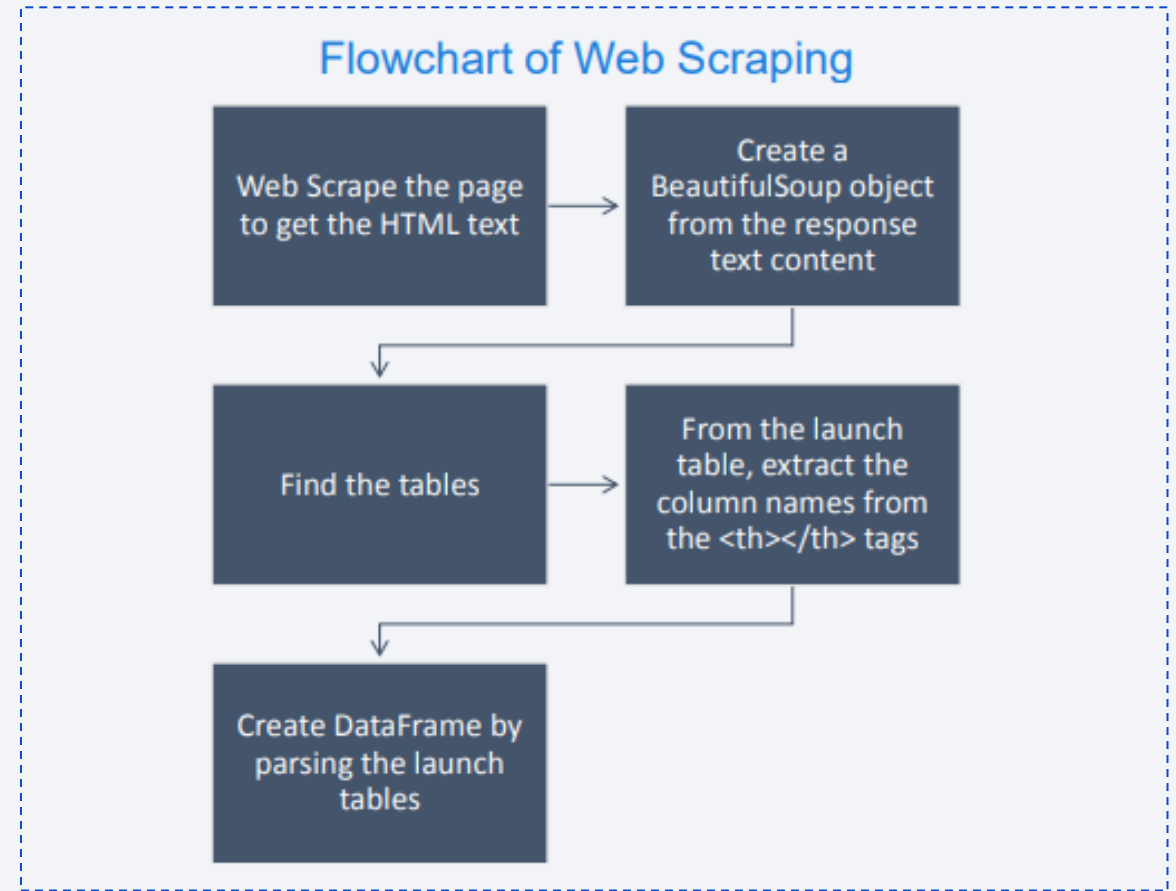 Flowchart of Web Scraping
Web Scrape the page
to get the HTML text
Create a
BeautifulSoup object
from the response
text content
Find the tables
From the launch
table, extract the
column names from
the <th></th> tags
Create DataFrame by
parsing the launch
tables